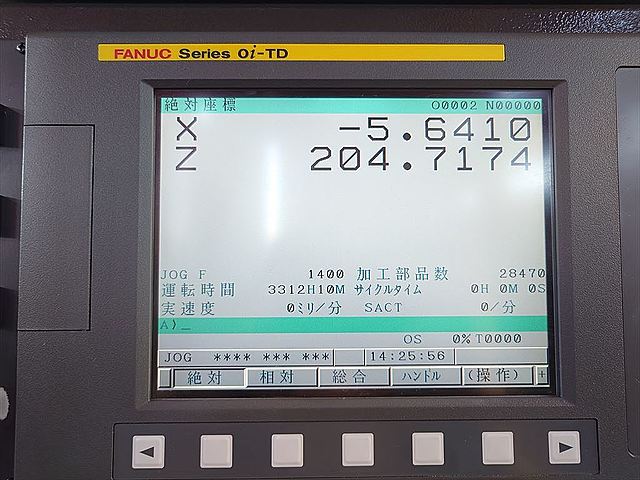 FANUC Series 0i-TD
絶対座標 O0002 N00000
X -5.6410
Z 204.7174
JOG F 1400 加工部品数 28470
運転時間 3312H10M サイクルタイム 0H 0M 0S
実速度 0ミリ/分 SACT 0/分
A)_
OS 0% T0000
JOG **** *** *** 14:25:56
絶対 相対 総合 ハンドル (操作) +